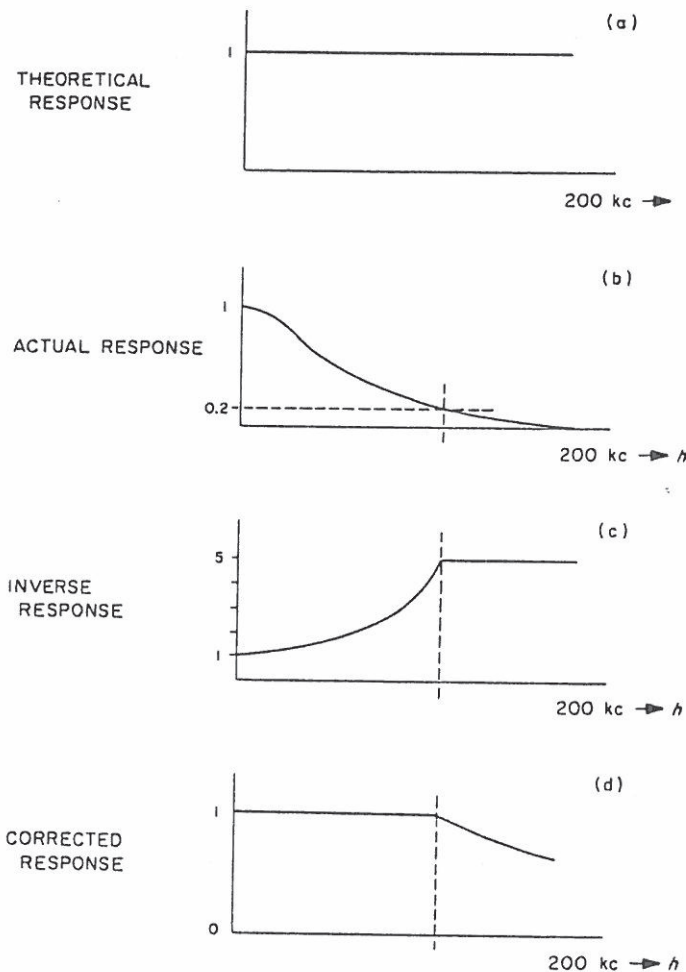 (a)
1
THEORETICAL
RESPONSE
200 kc →
(b)
1
ACTUAL RESPONSE
0.2
200 kc → h
(c)
5
INVERSE
RESPONSE
1
200 kc → h
(d)
1
CORRECTED
RESPONSE
0
200 kc → h